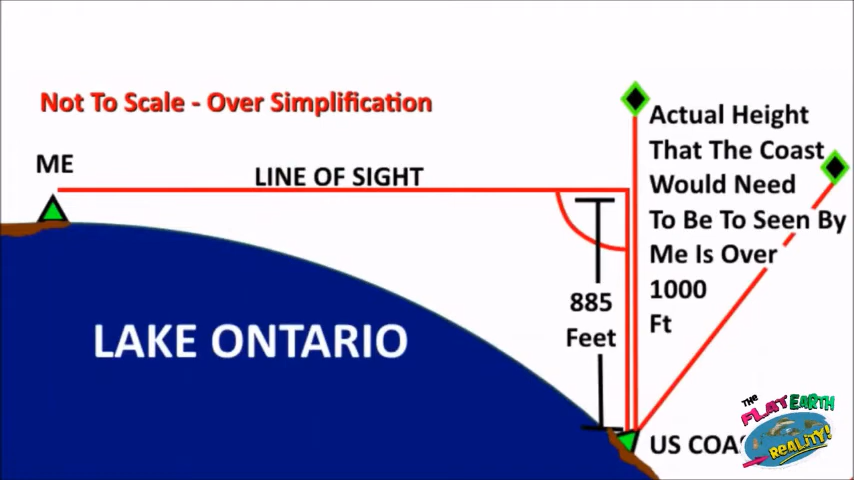 Not To Scale - Over Simplification
ME
LINE OF SIGHT
Actual Height
That The Coast
Would Need
To Be To Seen By
Me Is Over
1000
Ft
885
Feet
LAKE ONTARIO
US
THE
FLAT EARTH
REALITY!